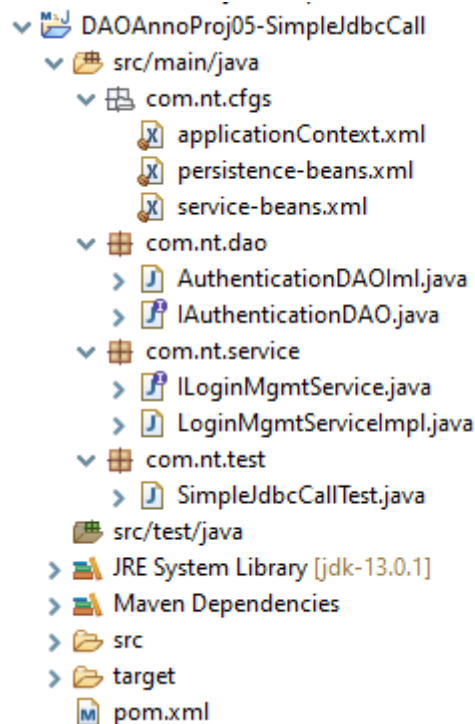 DAOAnnoProj05-SimpleJdbcCall
src/main/java
com.nt.cfgs
applicationContext.xml
persistence-beans.xml
service-beans.xml
com.nt.dao
AuthenticationDAOIml.java
IAuthenticationDAO.java
com.nt.service
ILoginMgmtService.java
LoginMgmtServiceImpl.java
com.nt.test
SimpleJdbcCallTest.java
src/test/java
JRE System Library [jdk-13.0.1]
Maven Dependencies
src
target
pom.xml